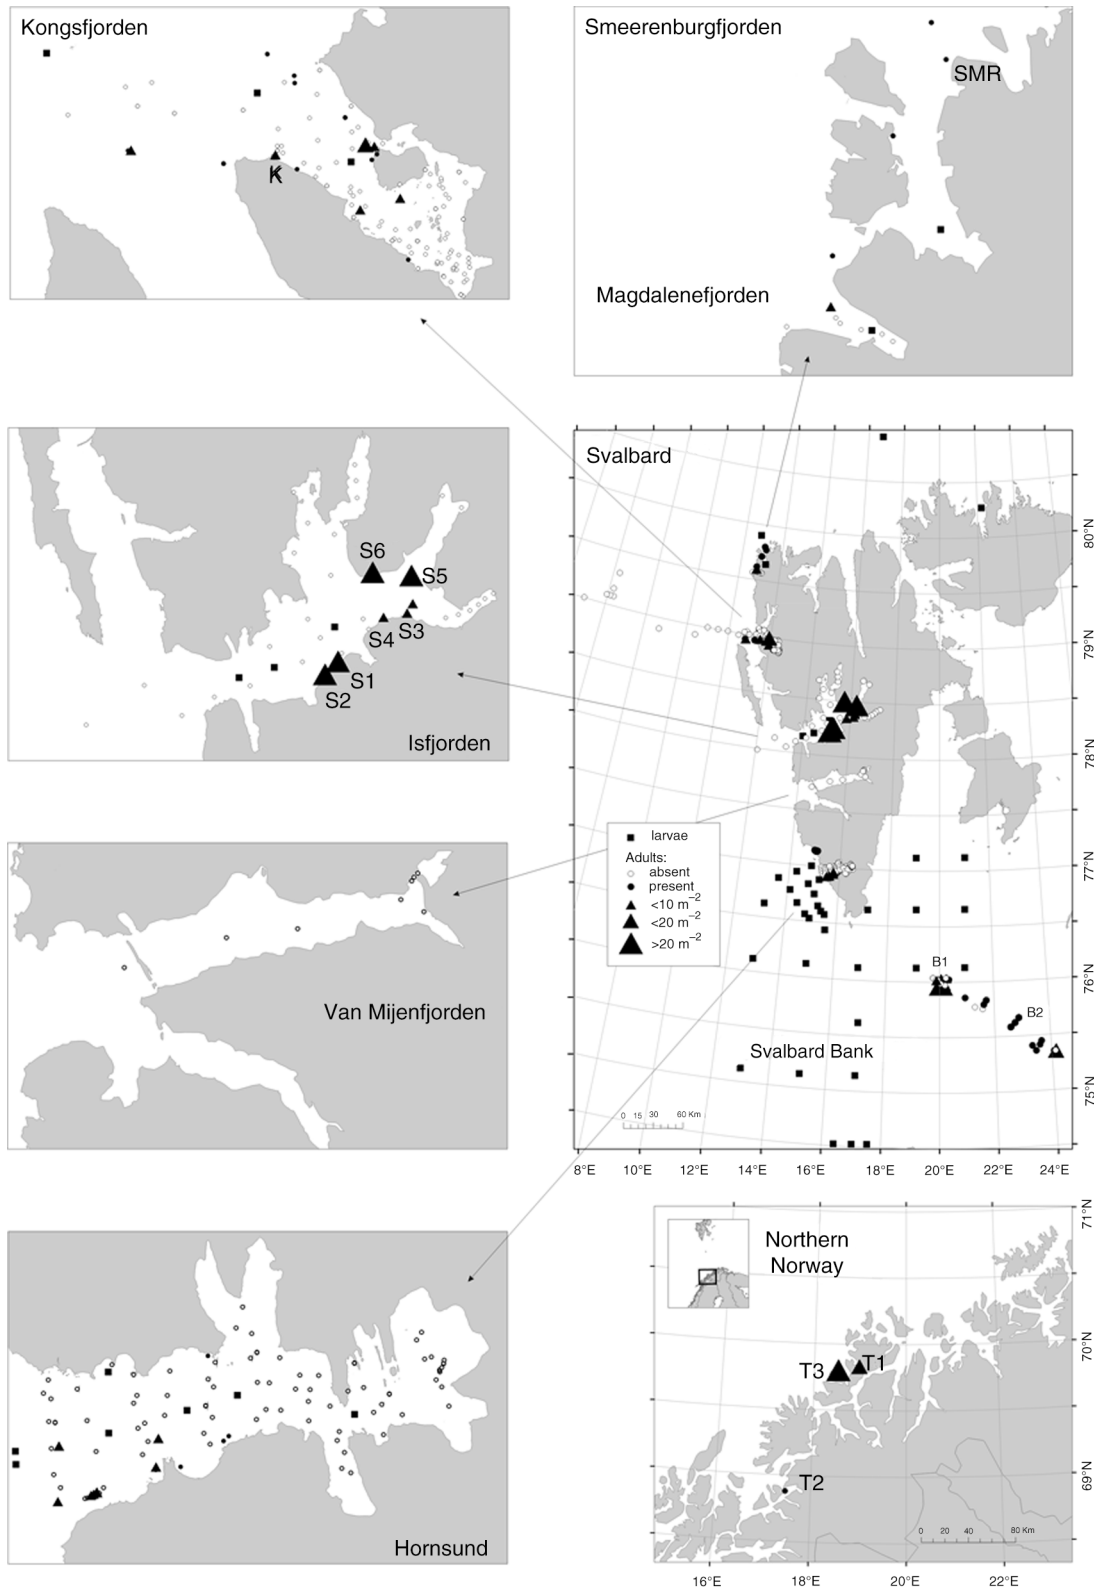 Kongsfjorden
K
Smeerenburgfjorden
SMR
Magdalenefjorden
S6
S5
S4
S3
S1
S2
Isfjorden
Svalbard
80°N
79°N
78°N
77°N
76°N
75°N
larvae
Adults:
absent
present
<10 m−2
<20 m−2
>20 m−2
B1
B2
Svalbard Bank
0 15 30 60 Km
8°E 10°E 12°E 14°E 16°E 18°E 20°E 22°E 24°E
Van Mijenfjorden
Hornsund
Northern
Norway
71°N
70°N
69°N
T3
T1
T2
0 20 40 80 Km
16°E 18°E 20°E 22°E